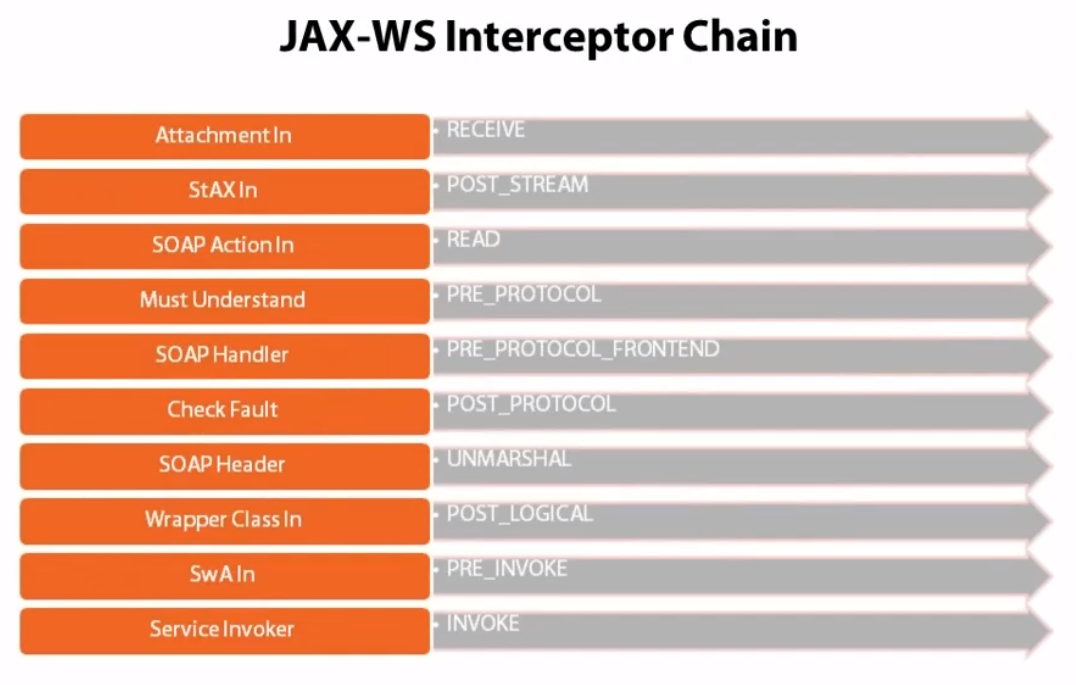 JAX-WS Interceptor Chain
Attachment In
• RECEIVE
StAX In
• POST_STREAM
SOAP Action In
• READ
Must Understand
• PRE_PROTOCOL
SOAP Handler
• PRE_PROTOCOL_FRONTEND
Check Fault
• POST_PROTOCOL
SOAP Header
• UNMARSHAL
Wrapper Class In
• POST_LOGICAL
SwA In
• PRE_INVOKE
Service Invoker
• INVOKE